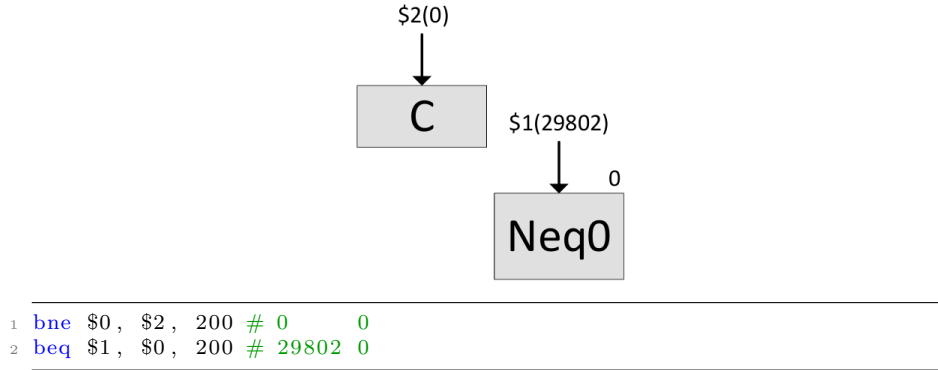 $2(0)
C
$1(29802)
0
Neq0
1 bne $0, $2, 200 # 0 0
2 beq $1, $0, 200 # 29802 0